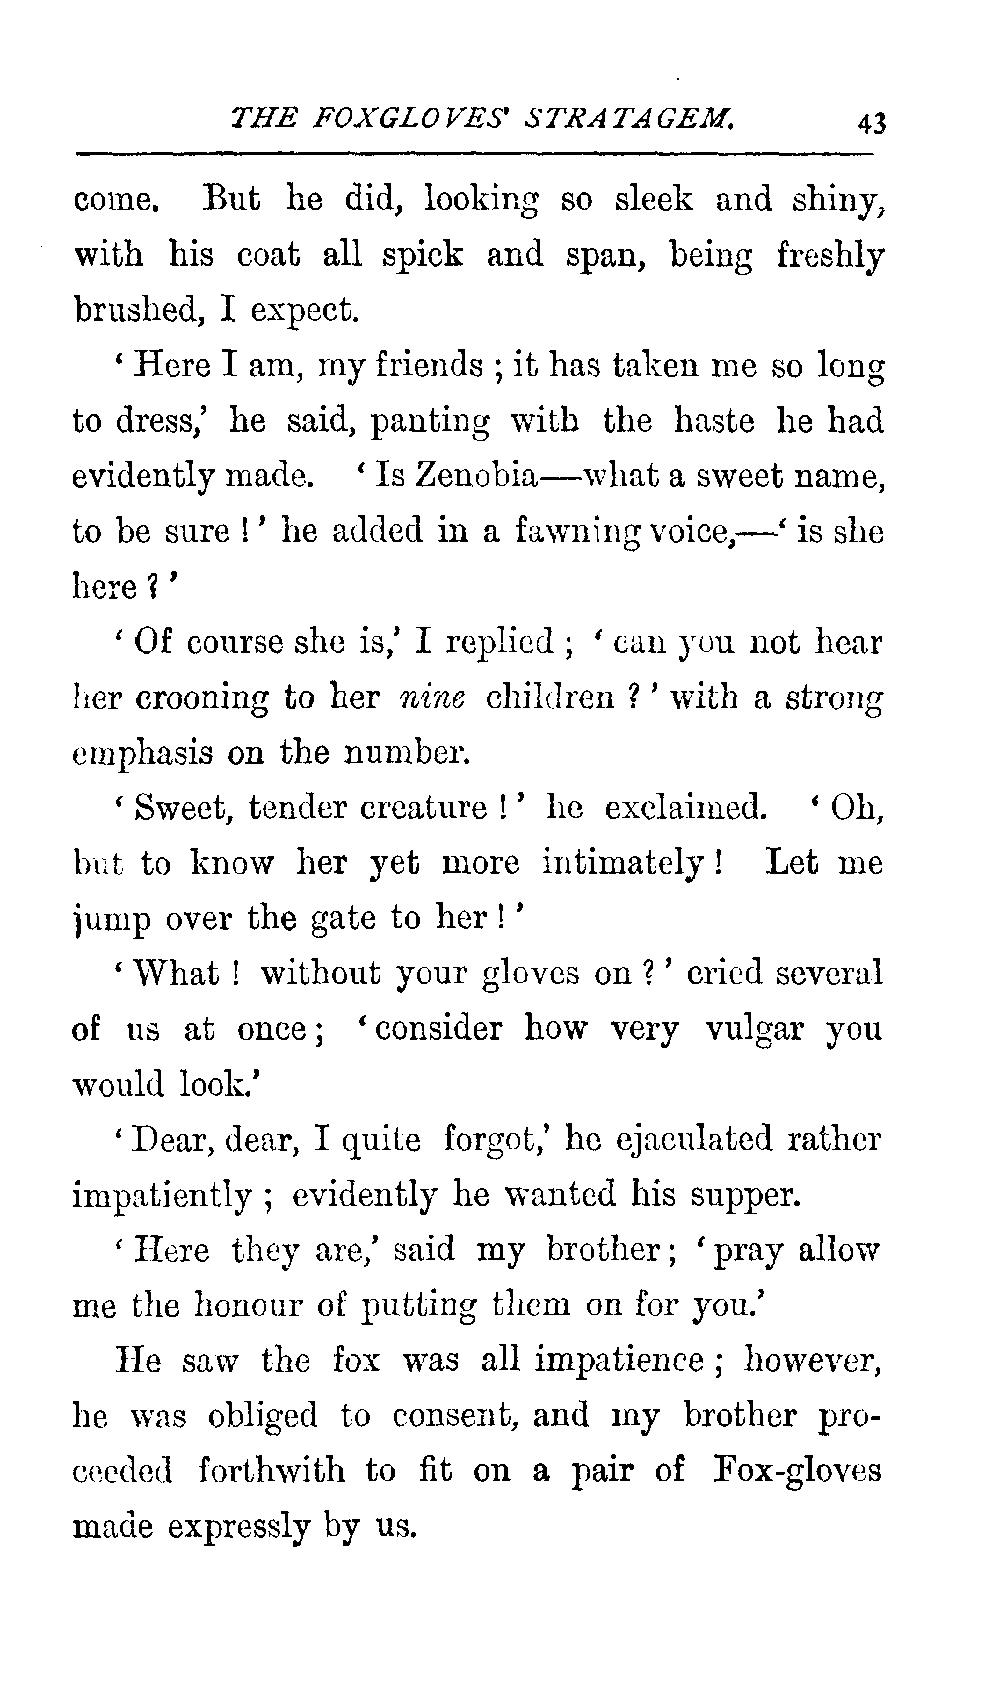 THE FOXGLOVES' STRATAGEM. 43
come. But he did, looking so sleek and shiny,
with his coat all spick and span, being freshly
brushed, I expect.
‘ Here I am, my friends ; it has taken me so long
to dress,’ he said, panting with the haste he had
evidently made. ‘ Is Zenobia—what a sweet name,
to be sure ! ’ he added in a fawning voice,—‘ is she
here ? ’
‘ Of course she is,’ I replied ; ‘ can you not hear
her crooning to her nine children ? ’ with a strong
emphasis on the number.
‘ Sweet, tender creature ! ’ he exclaimed. ‘ Oh,
but to know her yet more intimately ! Let me
jump over the gate to her ! ’
‘ What ! without your gloves on ? ’ cried several
of us at once ; ‘ consider how very vulgar you
would look.’
‘ Dear, dear, I quite forgot,’ he ejaculated rather
impatiently ; evidently he wanted his supper.
‘ Here they are,’ said my brother ; ‘ pray allow
me the honour of putting them on for you.’
He saw the fox was all impatience ; however,
he was obliged to consent, and my brother pro-
ceeded forthwith to fit on a pair of Fox-gloves
made expressly by us.